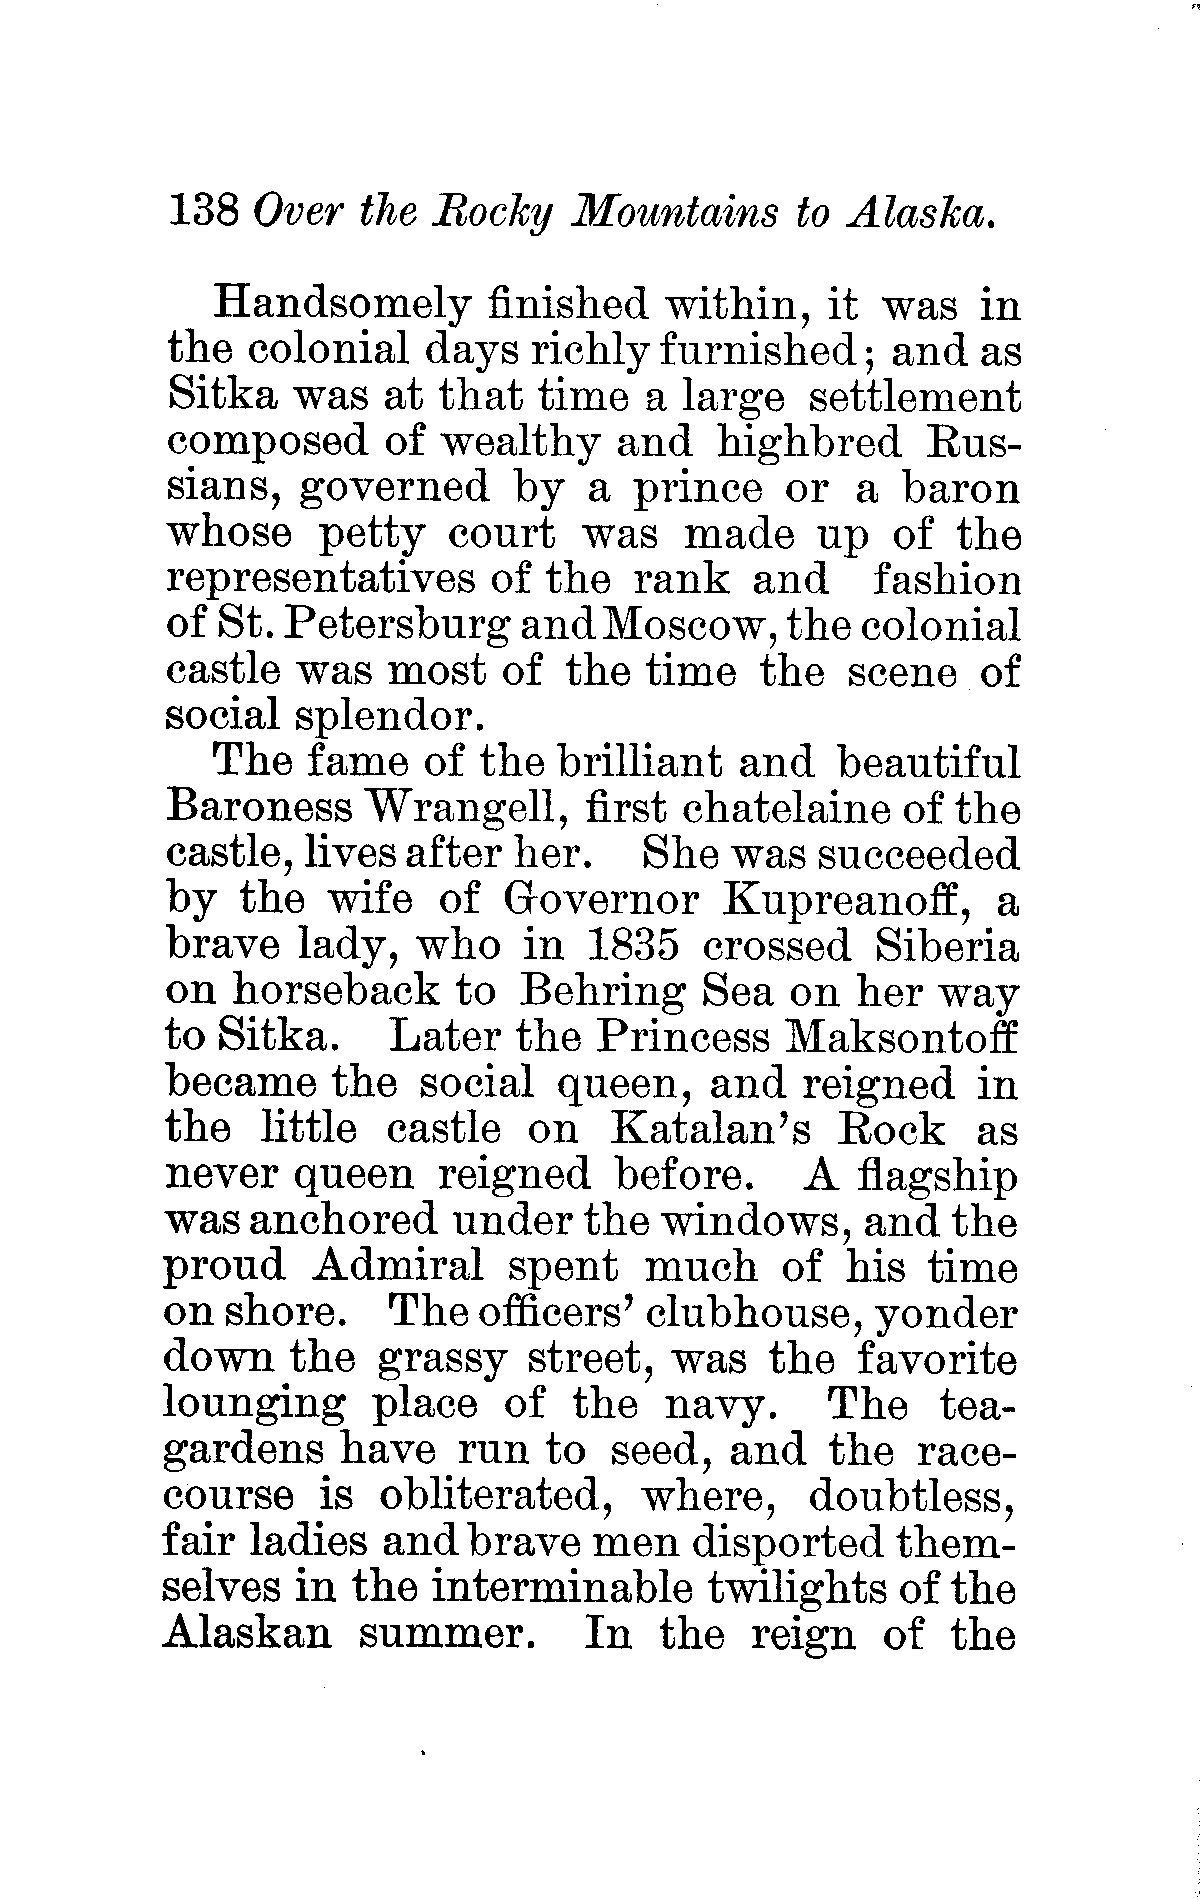 138 Over the Rocky Mountains to Alaska.
Handsomely finished within, it was in
the colonial days richly furnished; and as
Sitka was at that time a large settlement
composed of wealthy and highbred Rus-
sians, governed by a prince or a baron
whose petty court was made up of the
representatives of the rank and fashion
of St. Petersburg and Moscow, the colonial
castle was most of the time the scene of
social splendor.
The fame of the brilliant and beautiful
Baroness Wrangell, first chatelaine of the
castle, lives after her. She was succeeded
by the wife of Governor Kupreanoff, a
brave lady, who in 1835 crossed Siberia
on horseback to Behring Sea on her way
to Sitka. Later the Princess Maksontoff
became the social queen, and reigned in
the little castle on Katalan's Rock as
never queen reigned before. A flagship
was anchored under the windows, and the
proud Admiral spent much of his time
on shore. The officers' clubhouse, yonder
down the grassy street, was the favorite
lounging place of the navy. The tea-
gardens have run to seed, and the race-
course is obliterated, where, doubtless,
fair ladies and brave men disported them-
selves in the interminable twilights of the
Alaskan summer. In the reign of the